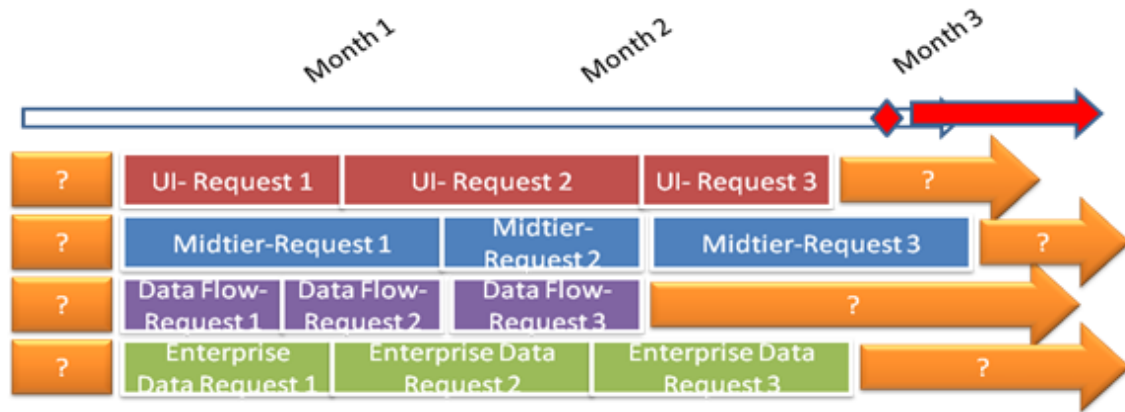 Month 1
Month 2
Month 3
?
UI- Request 1
UI- Request 2
UI- Request 3
?
?
Midtier-Request 1
Midtier-
Request 2
Midtier-Request 3
?
?
Data Flow-
Request 1
Data Flow-
Request 2
Data Flow-
Request 3
?
?
Enterprise
Data Request 1
Enterprise Data
Request 2
Enterprise Data
Request 3
?